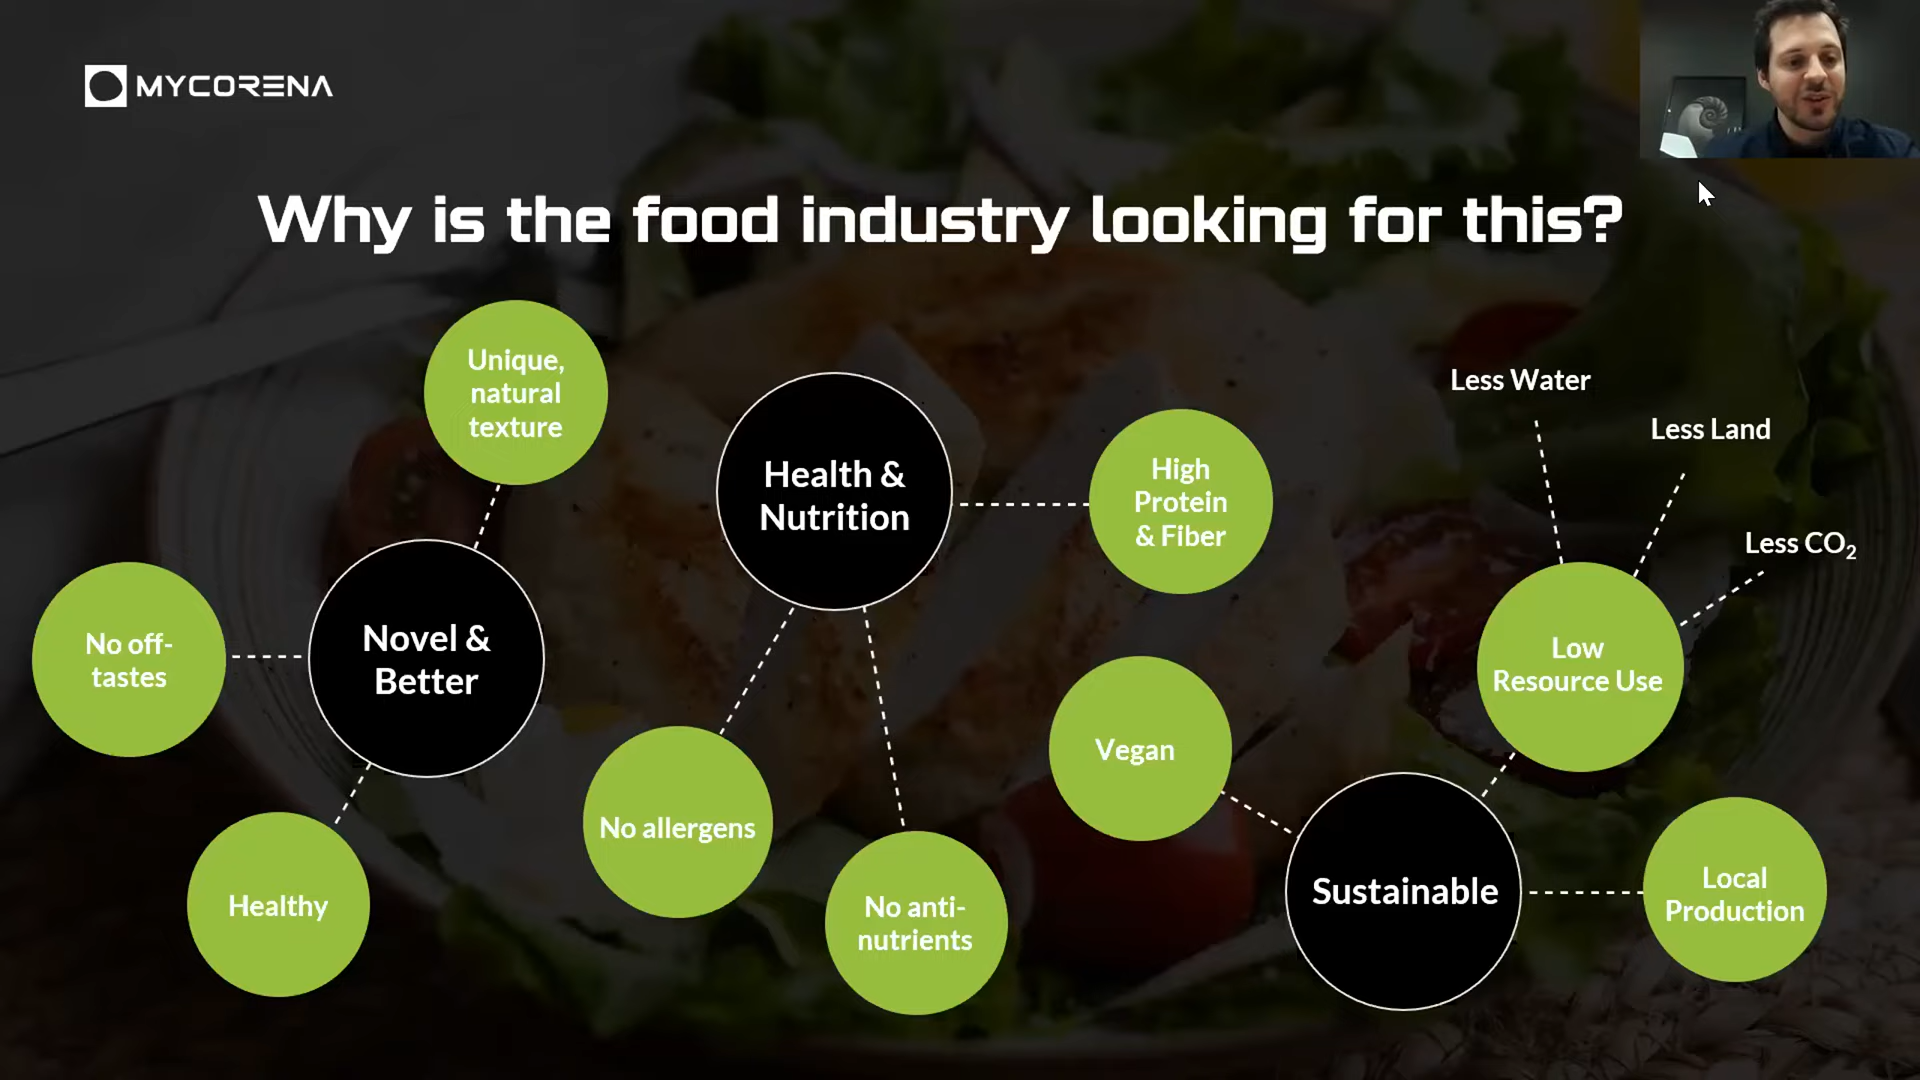 MYCORENA
Why is the food industry looking for this?
Unique,
natural
texture
No off-
tastes
Novel &
Better
Healthy
Health &
Nutrition
High
Protein
& Fiber
No allergens
No anti-
nutrients
Vegan
Sustainable
Less Water
Less Land
Less CO₂
Low
Resource Use
Local
Production